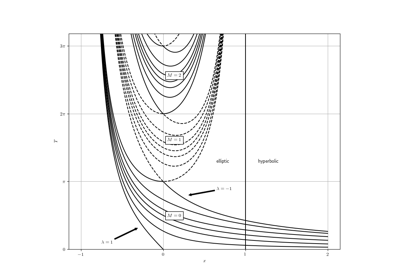 3π
2π
π
0
T
M = 2
M = 1
M = 0
elliptic
hyperbolic
λ = −1
λ = 1
−1
0
1
2
x